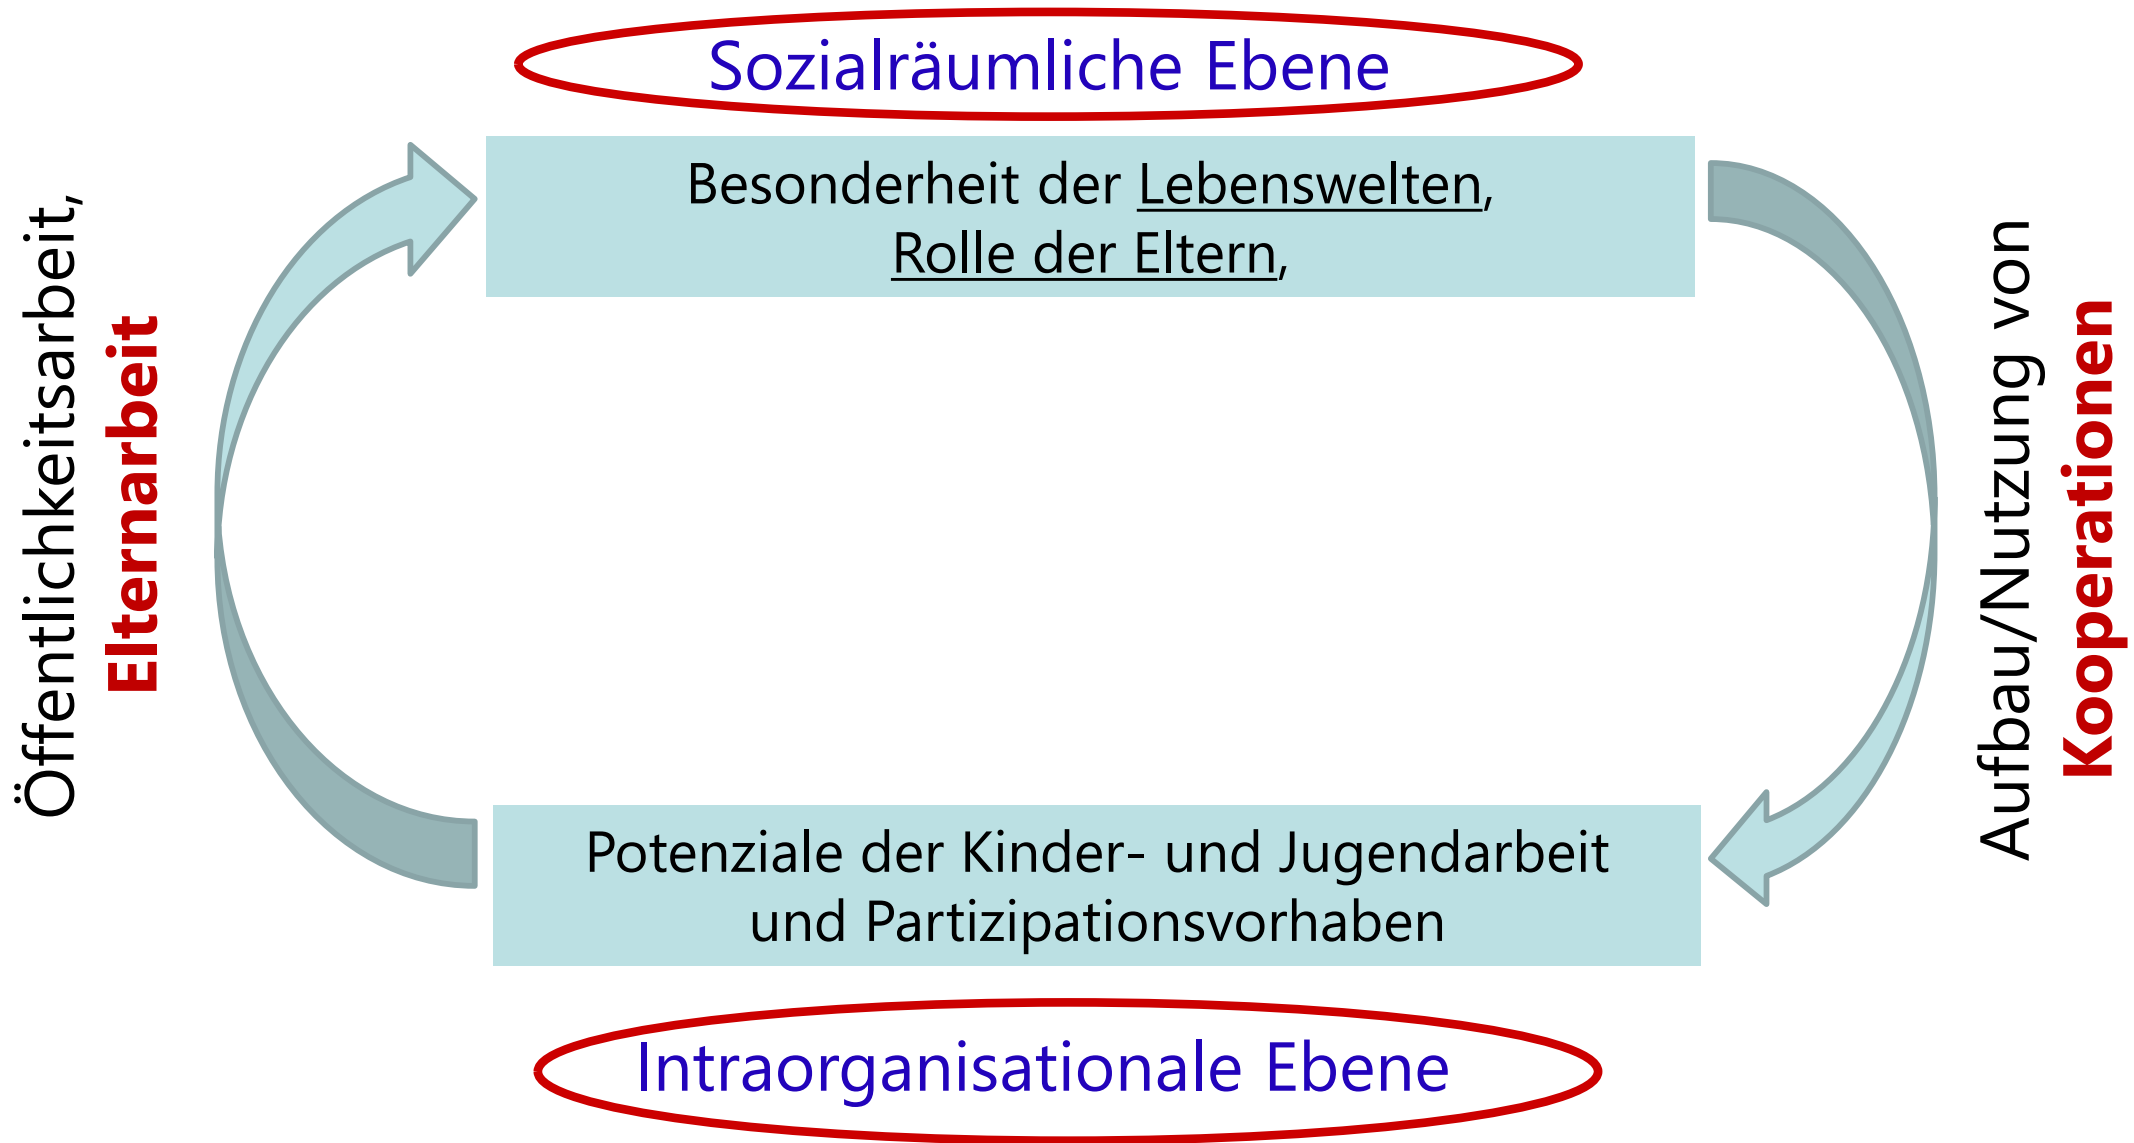 Sozialräumliche Ebene
Besonderheit der Lebenswelten,
Rolle der Eltern,
Öffentlichkeitsarbeit,
Elternarbeit
Aufbau/Nutzung von
Kooperationen
Potenziale der Kinder- und Jugendarbeit
und Partizipationsvorhaben
Intraorganisationale Ebene